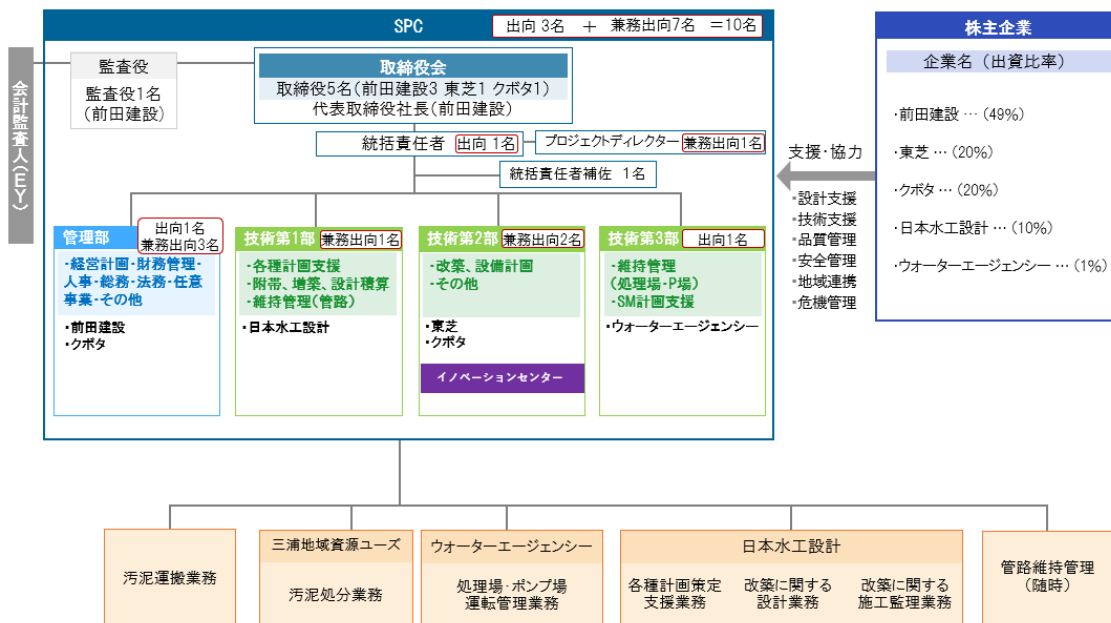 SPC
出向 3名 + 兼務出向7名 =10名
会計監査人(EY)
監査役
監査役1名
(前田建設)
取締役会
取締役5名(前田建設3 東芝1 クボタ1)
代表取締役社長(前田建設)
統括責任者 出向 1名
プロジェクトディレクター 兼務出向1名
統括責任者補佐 1名
管理部
出向1名
兼務出向3名
・経営計画・財務管理・
人事・総務・法務・任意
事業・その他
・前田建設
・クボタ
技術第1部 兼務出向1名
・各種計画支援
・附帯、増築、設計積算
・維持管理(管路)
・日本水工設計
技術第2部 兼務出向2名
・改築、設備計画
・その他
・東芝
・クボタ
イノベーションセンター
技術第3部 出向1名
・維持管理
(処理場・P場)
・SM計画支援
・ウォーターエージェンシー
支援・協力
・設計支援
・技術支援
・品質管理
・安全管理
・地域連携
・危機管理
株主企業
企業名(出資比率)
・前田建設 … (49%)
・東芝 … (20%)
・クボタ … (20%)
・日本水工設計 … (10%)
・ウォーターエージェンシー … (1%)
汚泥運搬業務
三浦地域資源ユーズ
汚泥処分業務
ウォーターエージェンシー
処理場・ポンプ場
運転管理業務
日本水工設計
各種計画策定
支援業務
改築に関する
設計業務
改築に関する
施工監理業務
管路維持管理
(随時)